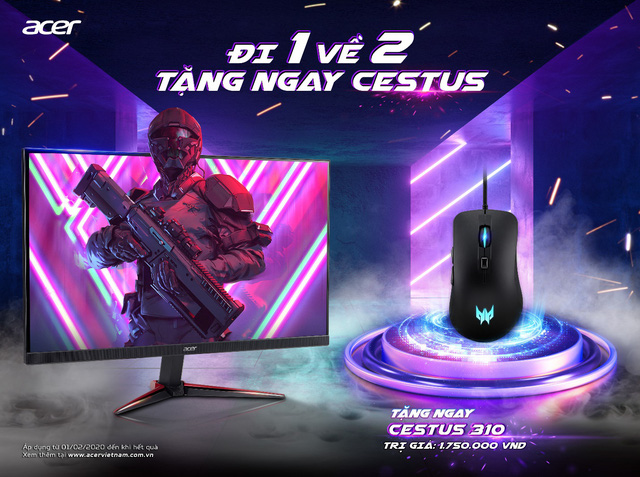 acer
ĐI 1 VỀ 2
TẶNG NGAY CESTUS
acer
TẶNG NGAY
CESTUS 310
TRỊ GIÁ: 1.750.000 VND
Áp dụng từ 01/02/2020 đến khi hết quà
Xem thêm tại www.acervietnam.com.vn